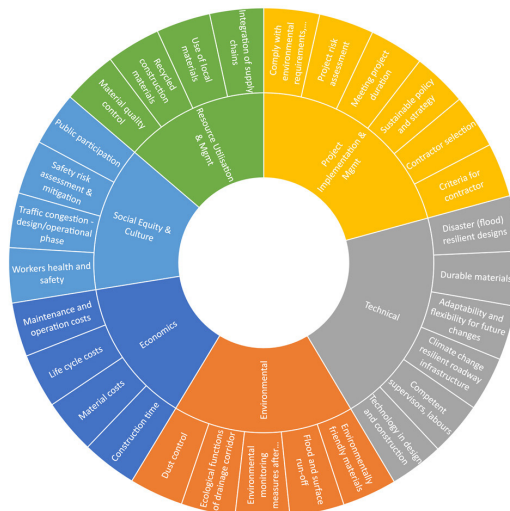 Project
Implementation &
Mgmt
Comply with
environmental
requirements,...
Project risk
assessment
Meeting project
duration
Sustainable policy
and strategy
Contractor selection
Criteria for
contractor
Technical
Disaster (flood)
resilient designs
Durable materials
Adaptability and
flexibility for future
changes
Climate change
resilient roadway
infrastructure
Competent
supervisors, labours
Technology in design
and construction
Environmental
Environmentally
friendly materials
Flood and surface
run-off
Environmental
monitoring
measures after...
Ecological functions
of drainage corridor
Dust control
Economics
Construction time
Material costs
Life cycle costs
Maintenance and
operation costs
Social Equity &
Culture
Workers health and
safety
Traffic congestion -
design/operational
phase
Safety risk
assessment &
mitigation
Public participation
Resource Utilisation
& Mgmt
Material quality
control
Recycled
construction
materials
Use of local
materials
Integration of supply
chains